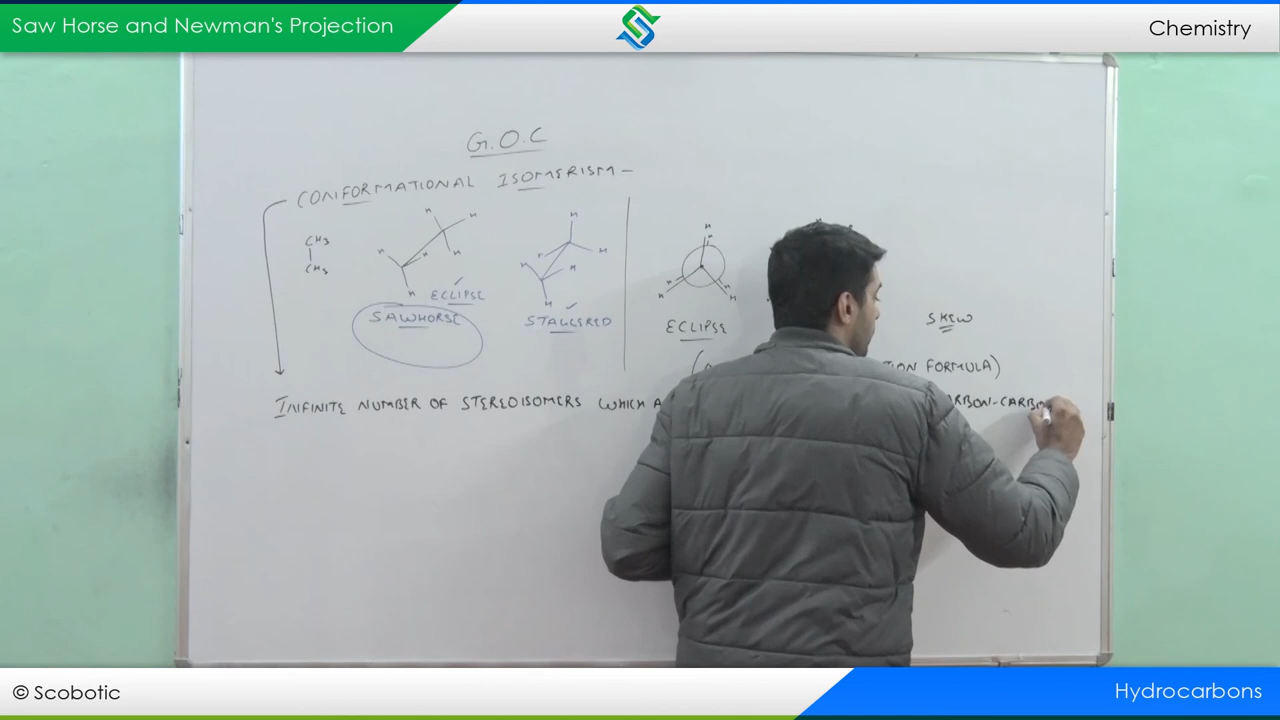 Saw Horse and Newman's Projection
Chemistry
G.O.C
CONFORMATIONAL ISOMERISM -
CH3
CH3
H H H H H H
H H H H H
H H H
ECLIPSE
SAWHORSE
STAGGERED
ECLIPSE
SKEW
FORMULA)
INFINITE NUMBER OF STEREOISOMERS WHICH
© Scobotic
Hydrocarbons